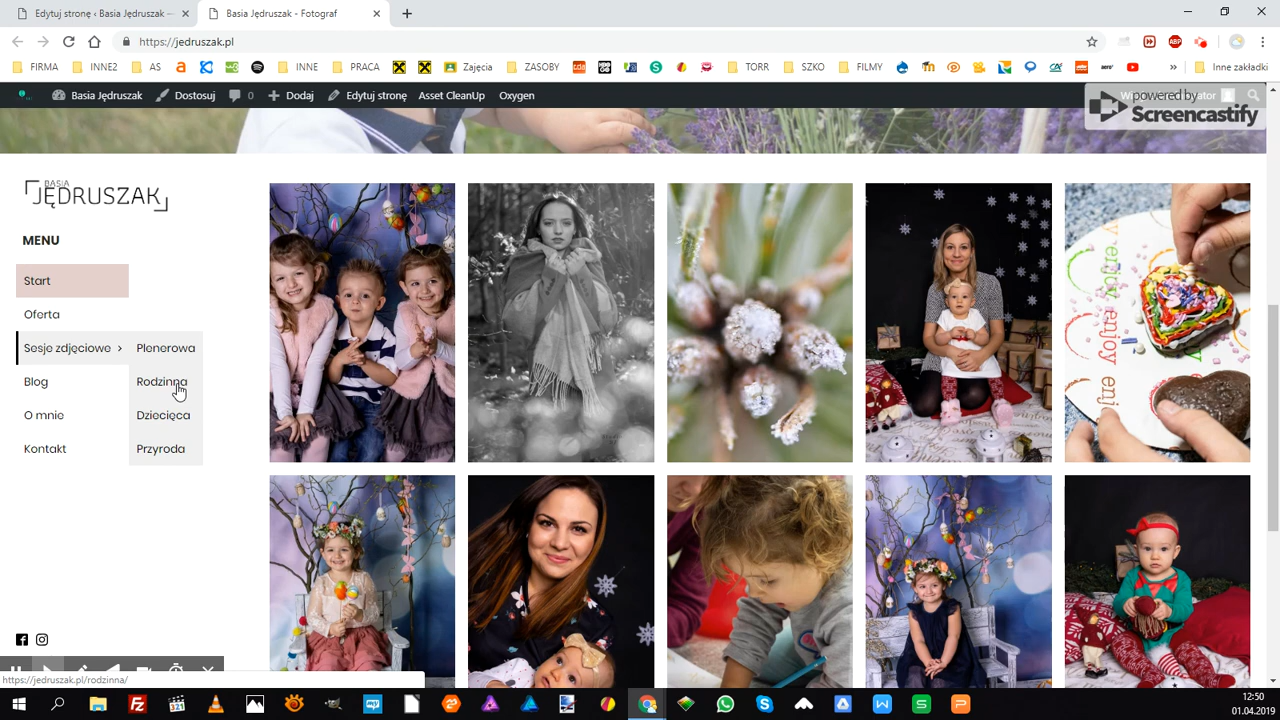 Edytuj stronę ‹ Basia Jędruszak —
Basia Jędruszak - Fotograf
https://jedruszak.pl
FIRMA
INNE2
AS
INNE
PRACA
Zajęcia
ZASOBY
TORR
SZKO
FILMY
»
Inne zakładki
Basia Jędruszak
Dostosuj
0
Dodaj
Edytuj stronę
Asset CleanUp
Oxygen
powered by
Screencastify
BASIA
JĘDRUSZAK
MENU
Start
Oferta
Sesje zdjęciowe ›
Plenerowa
Blog
Rodzinna
O mnie
Dziecięca
Kontakt
Przyroda
enjoy
https://jedruszak.pl/rodzinna/
12:50
01.04.2019